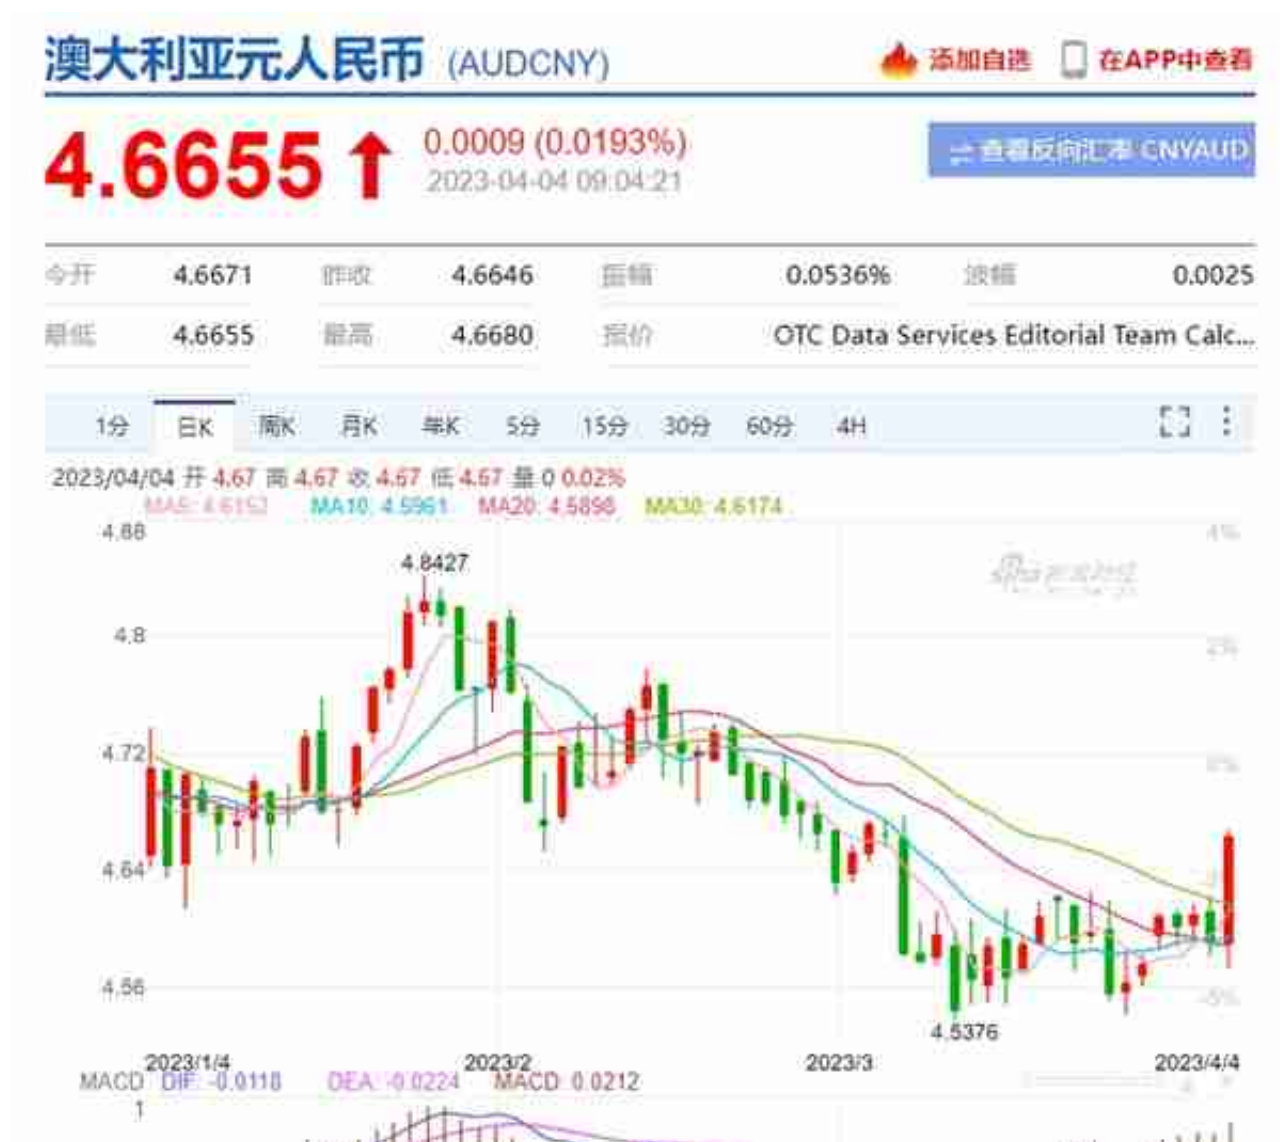 澳大利亚元人民币 (AUDCNY) 添加自选 在APP中查看
4.6655 0.0009 (0.0193%)
2023-04-04 09:04:21
查看反向汇率 CNYAUD
今开 4.6671 昨收 4.6646 振幅 0.0536% 波幅 0.0025
最低 4.6655 最高 4.6680 报价 OTC Data Services Editorial Team Calc...
1分 日K 周K 月K 年K 5分 15分 30分 60分 4H
2023/04/04 开 4.67 高 4.67 收 4.67 低 4.67 量 0 0.02%
MA5: 4.6152 MA10: 4.5961 MA20: 4.5898 MA30: 4.6174
4.88 4%
4.8427
4.8 2%
4.72 0%
4.64
4.56 -5%
4.5376
2023/1/4 2023/2 2023/3 2023/4/4
MACD DIF: -0.0118 DEA: -0.0224 MACD: 0.0212
1